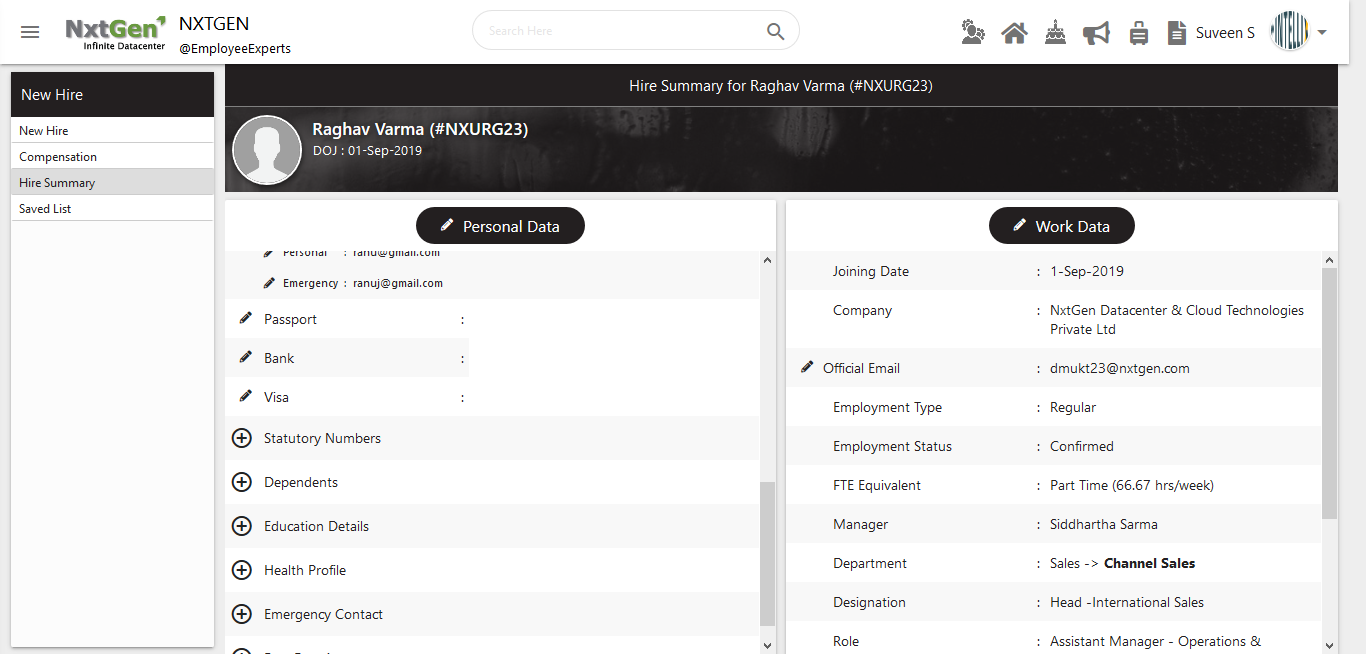 NxtGen
Infinite Datacenter
NXTGEN
@EmployeeExperts
Search Here
Suveen S
New Hire
New Hire
Compensation
Hire Summary
Saved List
Hire Summary for Raghav Varma (#NXURG23)
Raghav Varma (#NXURG23)
DOJ : 01-Sep-2019
Personal Data
Personal : ranu@gmail.com
Emergency : ranuj@gmail.com
Passport :
Bank :
Visa :
Statutory Numbers
Dependents
Education Details
Health Profile
Emergency Contact
Work Data
Joining Date : 1-Sep-2019
Company : NxtGen Datacenter & Cloud Technologies
Private Ltd
Official Email : dmukt23@nxtgen.com
Employment Type : Regular
Employment Status : Confirmed
FTE Equivalent : Part Time (66.67 hrs/week)
Manager : Siddhartha Sarma
Department : Sales -> Channel Sales
Designation : Head -International Sales
Role : Assistant Manager - Operations &